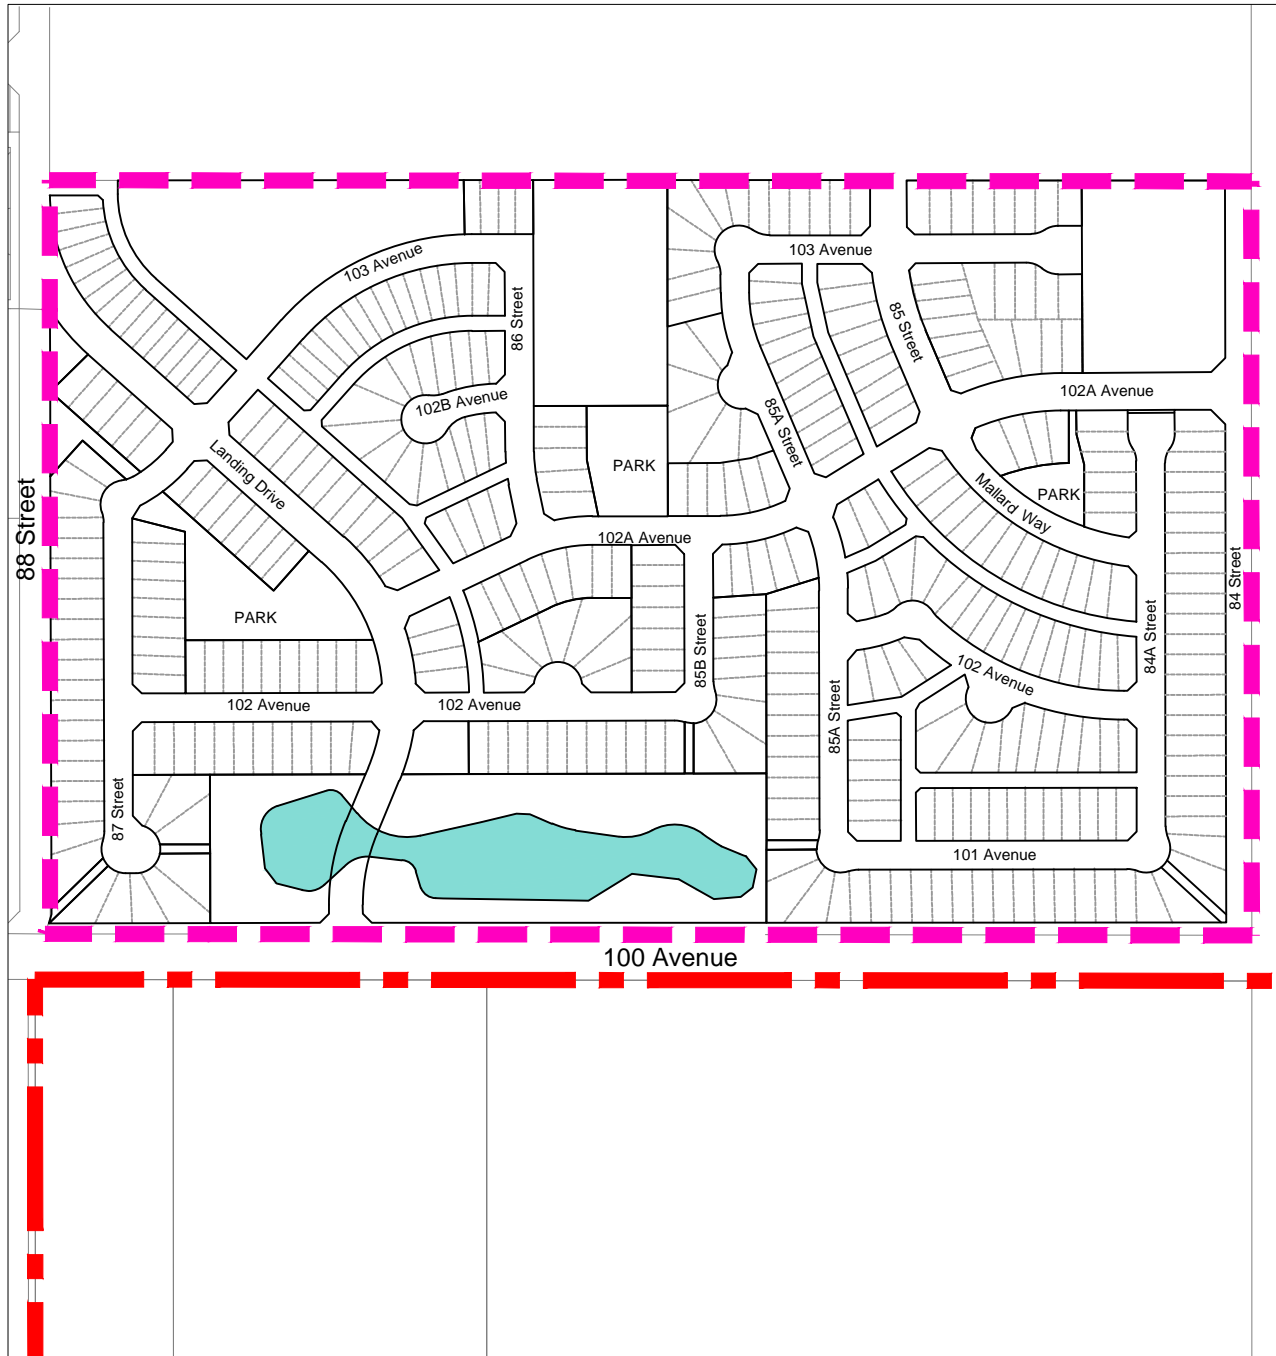 103 Avenue
103 Avenue
86 Street
85 Street
102A Avenue
102B Avenue
85A Street
Landing Drive
PARK
Mallard Way
PARK
88 Street
102A Avenue
84 Street
PARK
85B Street
84A Street
102 Avenue
102 Avenue
102 Avenue
85A Street
87 Street
101 Avenue
100 Avenue